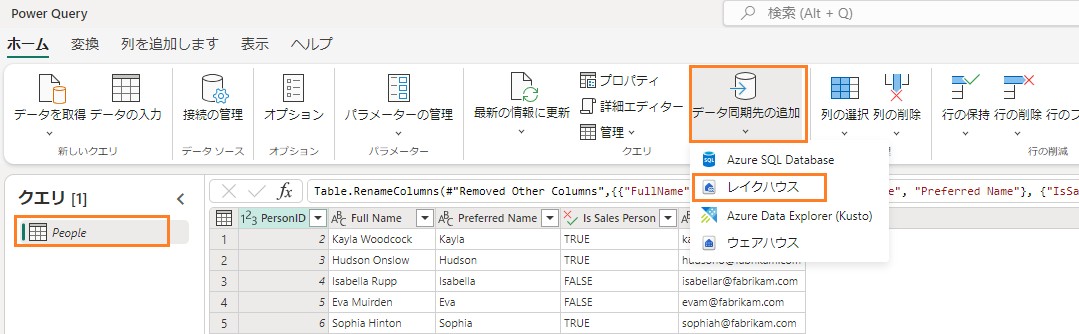 Power Query
検索 (Alt + Q)
ホーム 変換 列を追加します 表示 ヘルプ
データを取得 データの入力
新しいクエリ
接続の管理
データ ソース
オプション
オプション
パラメーターの管理
パラメーター
最新の情報に更新
プロパティ
詳細エディター
管理
クエリ
データ同期先の追加
列の選択 列の削除
行の保持 行の削除 行のフ
行の削減
Azure SQL Database
レイクハウス
Azure Data Explorer (Kusto)
ウェアハウス
クエリ [1]
People
fx Table.RenameColumns(#"Removed Other Columns",{{"FullName"
", "Preferred Name"}, {"IsSa
PersonID Full Name Preferred Name Is Sales Person
1 2 Kayla Woodcock Kayla TRUE
2 3 Hudson Onslow Hudson TRUE
3 4 Isabella Rupp Isabella FALSE isabellar@fabrikam.com
4 5 Eva Muirden Eva FALSE evam@fabrikam.com
5 6 Sophia Hinton Sophia TRUE sophiah@fabrikam.com